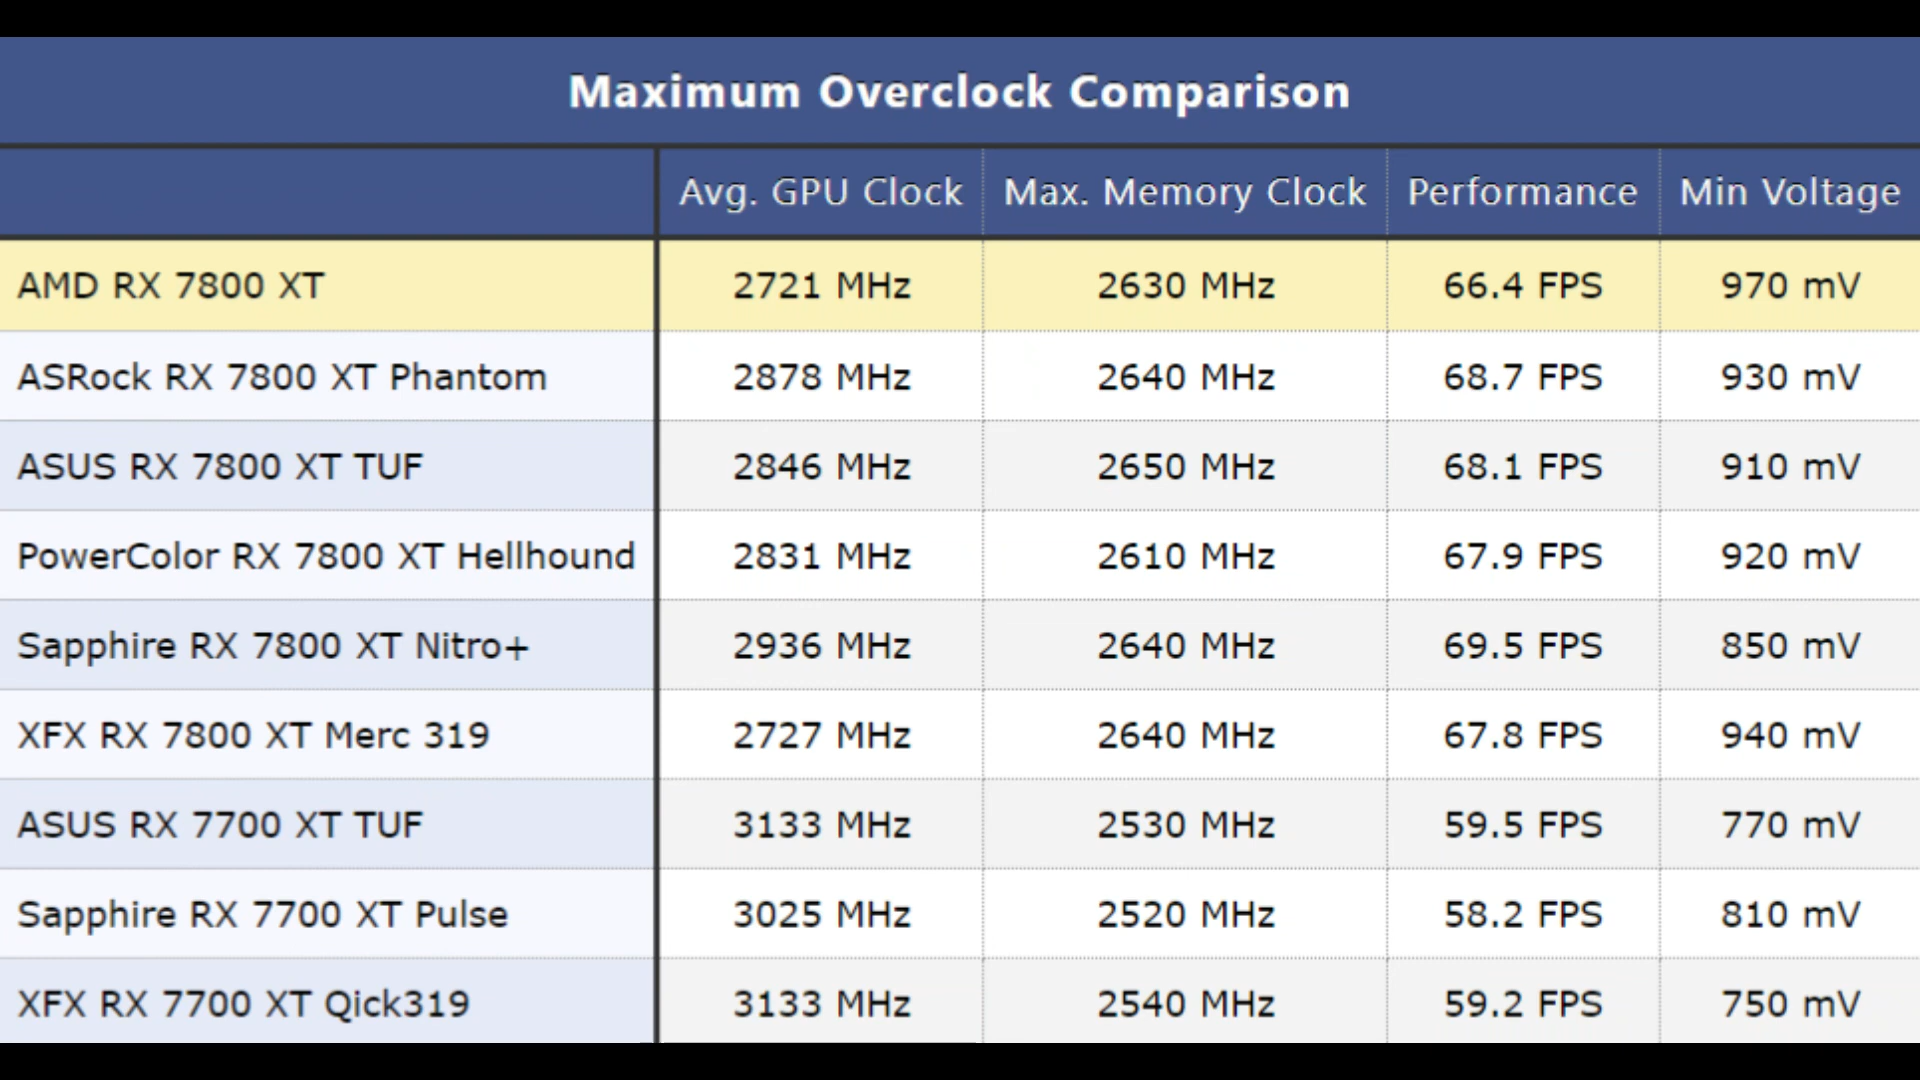 Maximum Overclock Comparison
Avg. GPU Clock Max. Memory Clock Performance Min Voltage
AMD RX 7800 XT 2721 MHz 2630 MHz 66.4 FPS 970 mV
ASRock RX 7800 XT Phantom 2878 MHz 2640 MHz 68.7 FPS 930 mV
ASUS RX 7800 XT TUF 2846 MHz 2650 MHz 68.1 FPS 910 mV
PowerColor RX 7800 XT Hellhound 2831 MHz 2610 MHz 67.9 FPS 920 mV
Sapphire RX 7800 XT Nitro+ 2936 MHz 2640 MHz 69.5 FPS 850 mV
XFX RX 7800 XT Merc 319 2727 MHz 2640 MHz 67.8 FPS 940 mV
ASUS RX 7700 XT TUF 3133 MHz 2530 MHz 59.5 FPS 770 mV
Sapphire RX 7700 XT Pulse 3025 MHz 2520 MHz 58.2 FPS 810 mV
XFX RX 7700 XT Qick319 3133 MHz 2540 MHz 59.2 FPS 750 mV